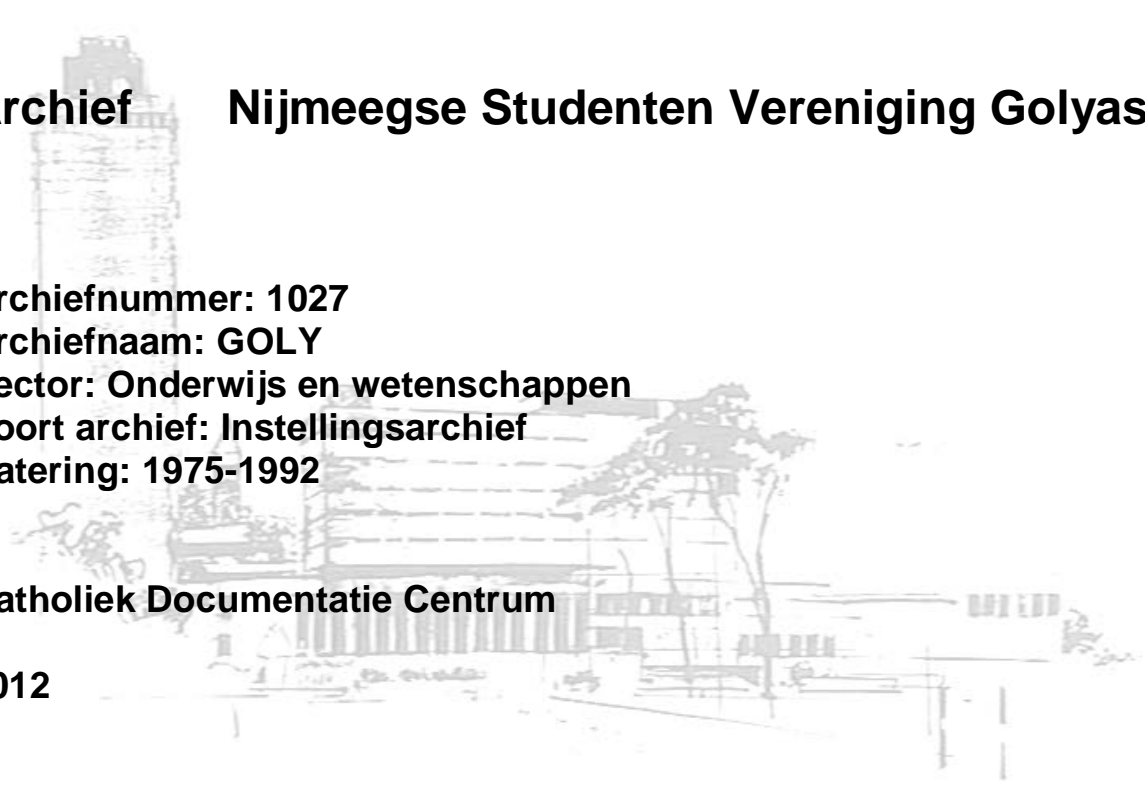 rchief Nijmeegse Studenten Vereniging Golyas
rchiefnummer: 1027
rchiefnaam: GOLY
ector: Onderwijs en wetenschappen
oort archief: Instellingsarchief
atering: 1975-1992
atholiek Documentatie Centrum
012